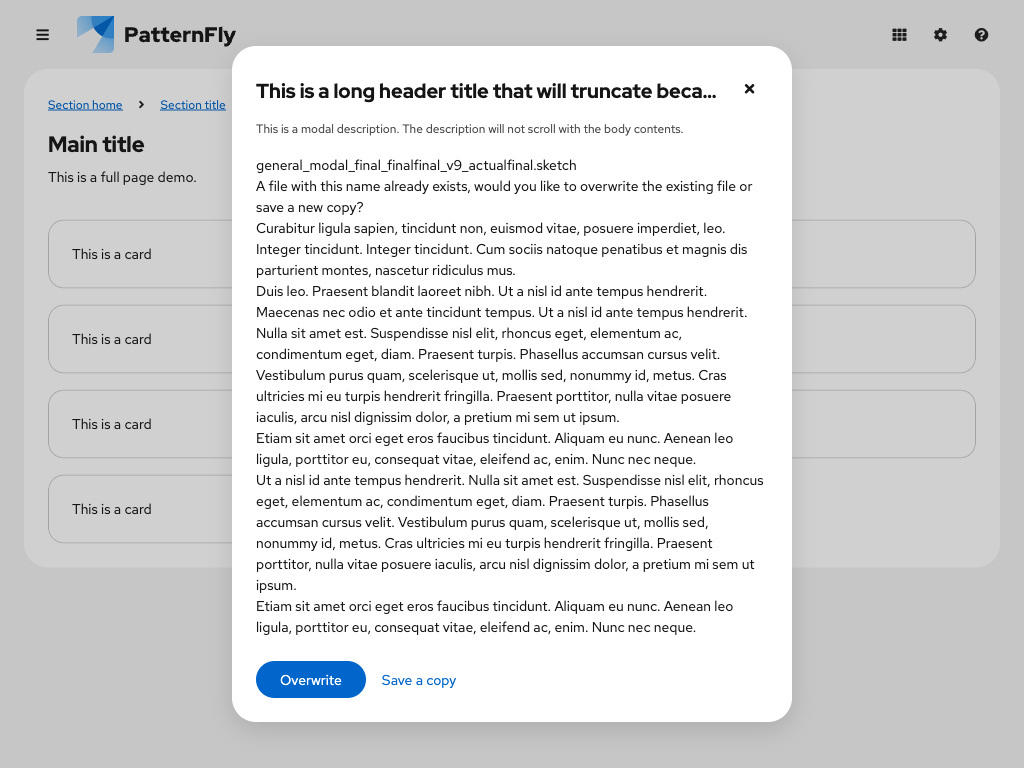 PatternFly
Section home
Section title
Main title
This is a full page demo.
This is a card
This is a card
This is a card
This is a card
This is a long header title that will truncate beca...
This is a modal description. The description will not scroll with the body contents.
general_modal_final_finalfinal_v9_actualfinal.sketch
A file with this name already exists, would you like to overwrite the existing file or
save a new copy?
Curabitur ligula sapien, tincidunt non, euismod vitae, posuere imperdiet, leo.
Integer tincidunt. Integer tincidunt. Cum sociis natoque penatibus et magnis dis
parturient montes, nascetur ridiculus mus.
Duis leo. Praesent blandit laoreet nibh. Ut a nisl id ante tempus hendrerit.
Maecenas nec odio et ante tincidunt tempus. Ut a nisl id ante tempus hendrerit.
Nulla sit amet est. Suspendisse nisl elit, rhoncus eget, elementum ac,
condimentum eget, diam. Praesent turpis. Phasellus accumsan cursus velit.
Vestibulum purus quam, scelerisque ut, mollis sed, nonummy id, metus. Cras
ultricies mi eu turpis hendrerit fringilla. Praesent porttitor, nulla vitae posuere
iaculis, arcu nisl dignissim dolor, a pretium mi sem ut ipsum.
Etiam sit amet orci eget eros faucibus tincidunt. Aliquam eu nunc. Aenean leo
ligula, porttitor eu, consequat vitae, eleifend ac, enim. Nunc nec neque.
Ut a nisl id ante tempus hendrerit. Nulla sit amet est. Suspendisse nisl elit, rhoncus
eget, elementum ac, condimentum eget, diam. Praesent turpis. Phasellus
accumsan cursus velit. Vestibulum purus quam, scelerisque ut, mollis sed,
nonummy id, metus. Cras ultricies mi eu turpis hendrerit fringilla. Praesent
porttitor, nulla vitae posuere iaculis, arcu nisl dignissim dolor, a pretium mi sem ut
ipsum.
Etiam sit amet orci eget eros faucibus tincidunt. Aliquam eu nunc. Aenean leo
ligula, porttitor eu, consequat vitae, eleifend ac, enim. Nunc nec neque.
Overwrite
Save a copy